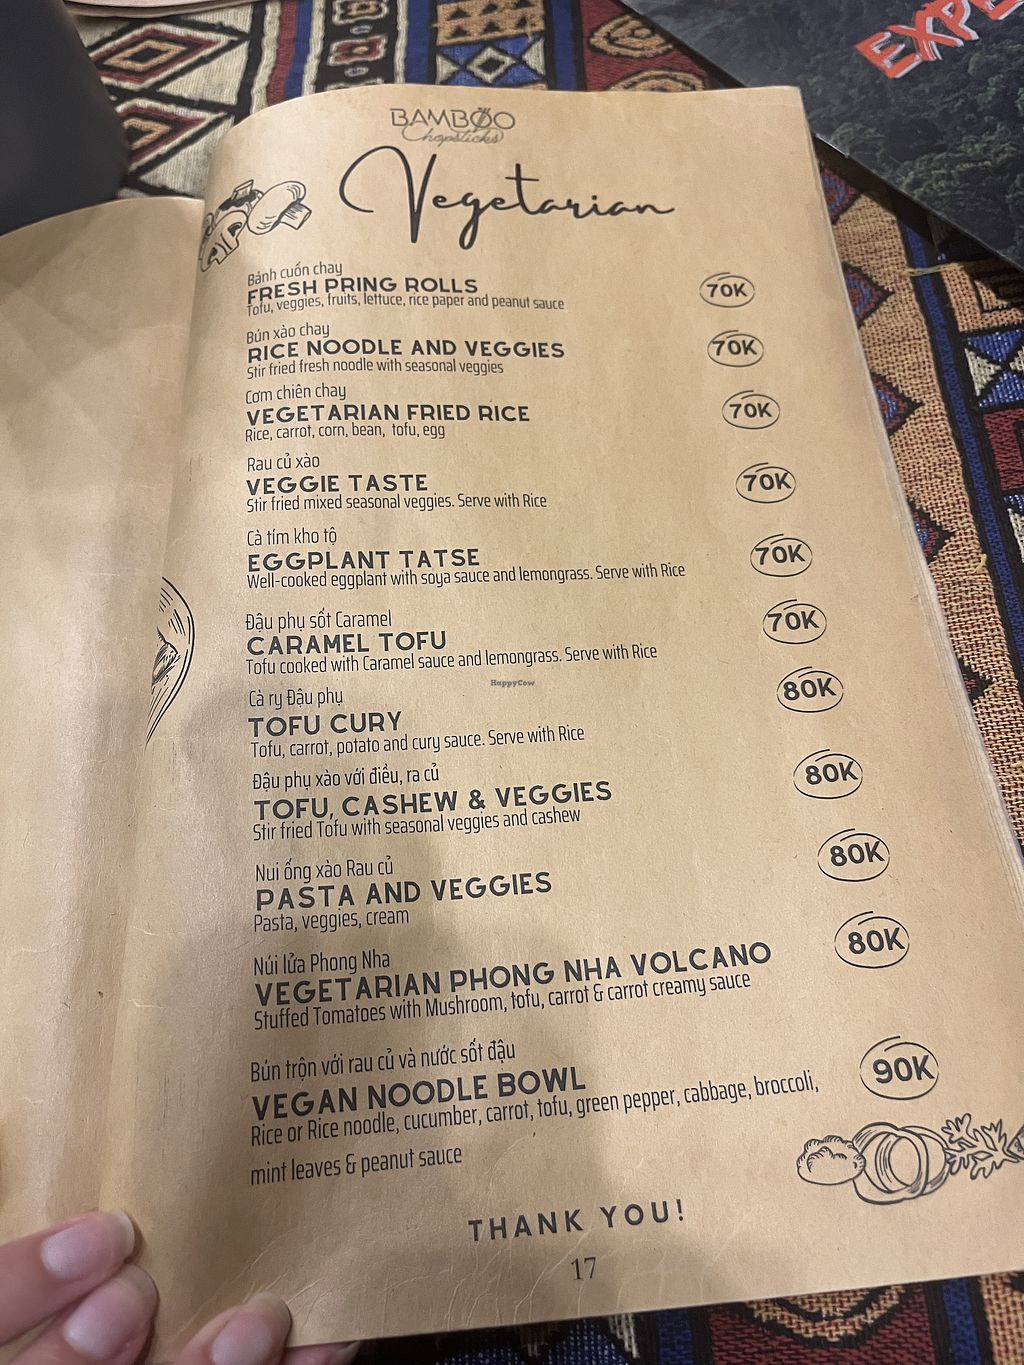 EXPE
BAMBOO
Chopsticks
Vegetarian
Bánh cuốn chay
FRESH PRING ROLLS
Tofu, veggies, fruits, lettuce, rice paper and peanut sauce
70K
Bún xào chay
RICE NOODLE AND VEGGIES
Stir fried fresh noodle with seasonal veggies
70K
Cơm chiên chay
VEGETARIAN FRIED RICE
Rice, carrot, corn, bean, tofu, egg
70K
Rau củ xào
VEGGIE TASTE
Stir fried mixed seasonal veggies. Serve with Rice
70K
Cà tím kho tộ
EGGPLANT TATSE
Well-cooked eggplant with soya sauce and lemongrass. Serve with Rice
70K
Đậu phụ sốt Caramel
CARAMEL TOFU
Tofu cooked with Caramel sauce and lemongrass. Serve with Rice
70K
HappyCow
Cà ry Đậu phụ
TOFU CURY
Tofu, carrot, potato and cury sauce. Serve with Rice
80K
Đậu phụ xào với điều, ra củ
TOFU, CASHEW & VEGGIES
Stir fried Tofu with seasonal veggies and cashew
80K
Nui ống xào Rau củ
PASTA AND VEGGIES
Pasta, veggies, cream
80K
Núi lửa Phong Nha
VEGETARIAN PHONG NHA VOLCANO
Stuffed Tomatoes with Mushroom, tofu, carrot & carrot creamy sauce
80K
Bún trộn với rau củ và nước sốt đậu
VEGAN NOODLE BOWL
Rice or Rice noodle, cucumber, carrot, tofu, green pepper, cabbage, broccoli,
mint leaves & peanut sauce
90K
THANK YOU!
17